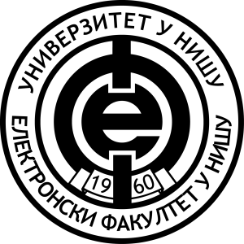 УНИВЕРЗИТЕТ У НИШУ
е
1960
ЕЛЕКТРОНСКИ ФАКУЛТЕТ У НИШУ